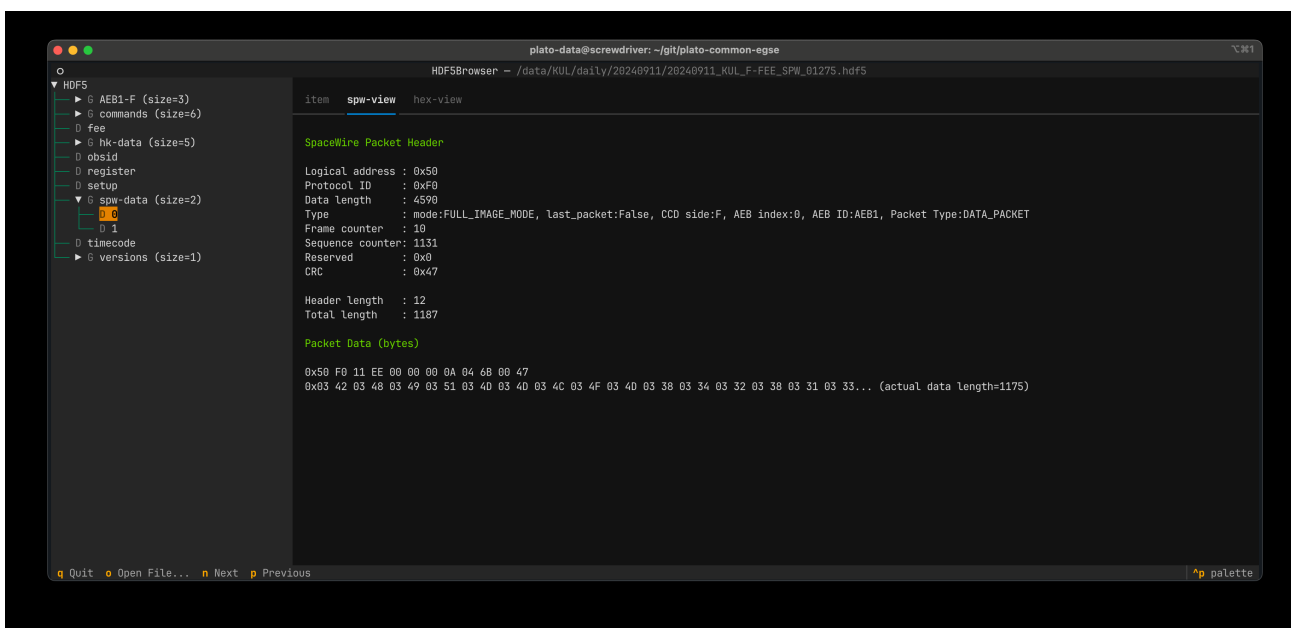 plato-data@screwdriver: ~/git/plato-common-egse
⌥⌘1
HDF5Browser — /data/KUL/daily/20240911/20240911_KUL_F-FEE_SPW_01275.hdf5
▼ HDF5
► G AEB1-F (size=3)
► G commands (size=6)
D fee
► G hk-data (size=5)
D obsid
D register
D setup
▼ G spw-data (size=2)
D 0
D 1
D timecode
► G versions (size=1)
item spw-view hex-view
SpaceWire Packet Header
Logical address : 0x50
Protocol ID : 0xF0
Data length : 4590
Type : mode:FULL_IMAGE_MODE, last_packet:False, CCD side:F, AEB index:0, AEB ID:AEB1, Packet Type:DATA_PACKET
Frame counter : 10
Sequence counter: 1131
Reserved : 0x0
CRC : 0x47
Header length : 12
Total length : 1187
Packet Data (bytes)
0x50 F0 11 EE 00 00 00 0A 04 6B 00 47
0x03 42 03 48 03 49 03 51 03 4D 03 4D 03 4C 03 4F 03 4D 03 38 03 34 03 32 03 38 03 31 03 33... (actual data length=1175)
q Quit o Open File... n Next p Previous
^p palette